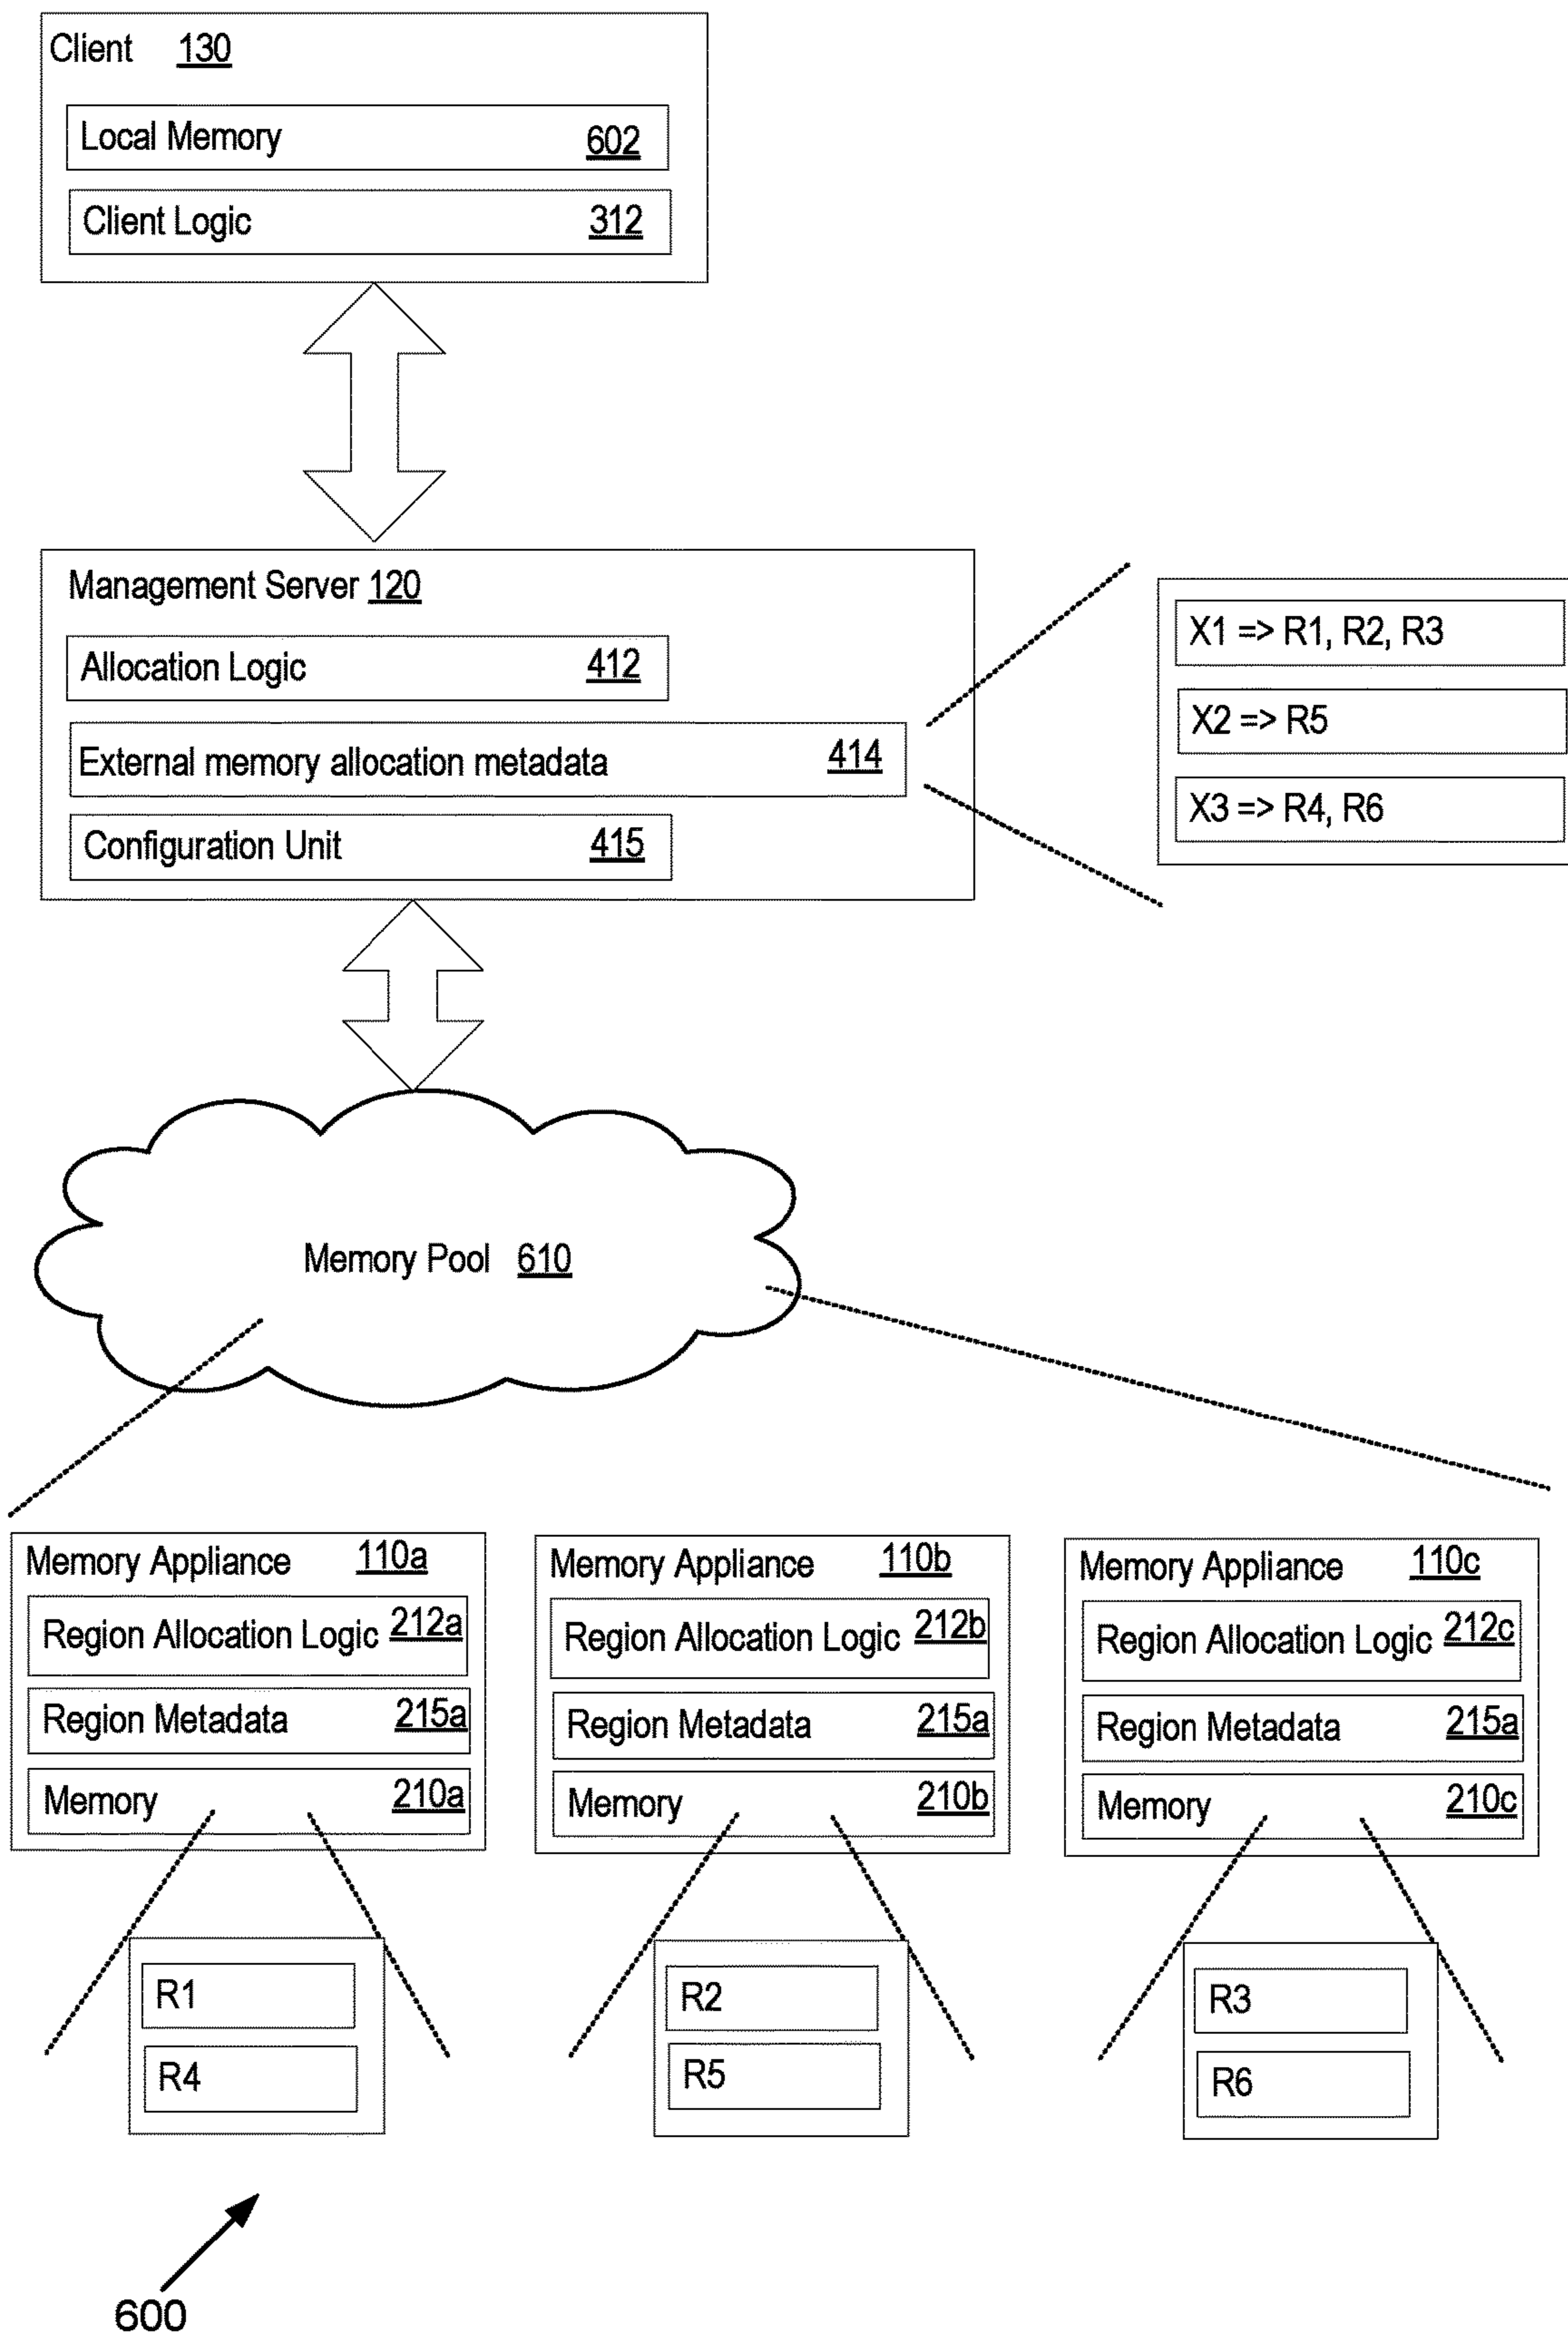 Client 130
Local Memory 602
Client Logic 312
Management Server 120
Allocation Logic 412
External memory allocation metadata 414
Configuration Unit 415
X1 => R1, R2, R3
X2 => R5
X3 => R4, R6
Memory Pool 610
Memory Appliance 110a
Region Allocation Logic 212a
Region Metadata 215a
Memory 210a
R1
R4
Memory Appliance 110b
Region Allocation Logic 212b
Region Metadata 215a
Memory 210b
R2
R5
Memory Appliance 110c
Region Allocation Logic 212c
Region Metadata 215a
Memory 210c
R3
R6
600